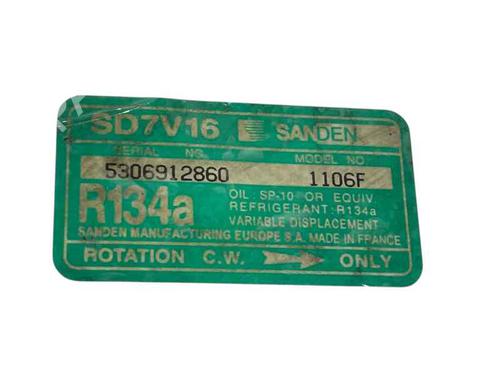 SD7V16 SANDEN
SERIAL NO. MODEL NO
5306912860 1106F
R134a
OIL: SP-10 OR EQUIV
REFRIGERANT: R134a
VARIABLE DISPLACEMENT
SANDEN MANUFACTURING EUROPE S.A. MADE IN FRANCE
ROTATION C.W. ONLY